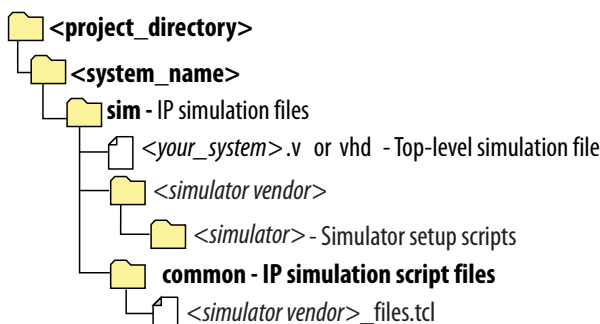 <project_directory>
<system_name>
sim - IP simulation files
<your_system>.v or vhd - Top-level simulation file
<simulator vendor>
<simulator> - Simulator setup scripts
common - IP simulation script files
<simulator vendor>_files.tcl